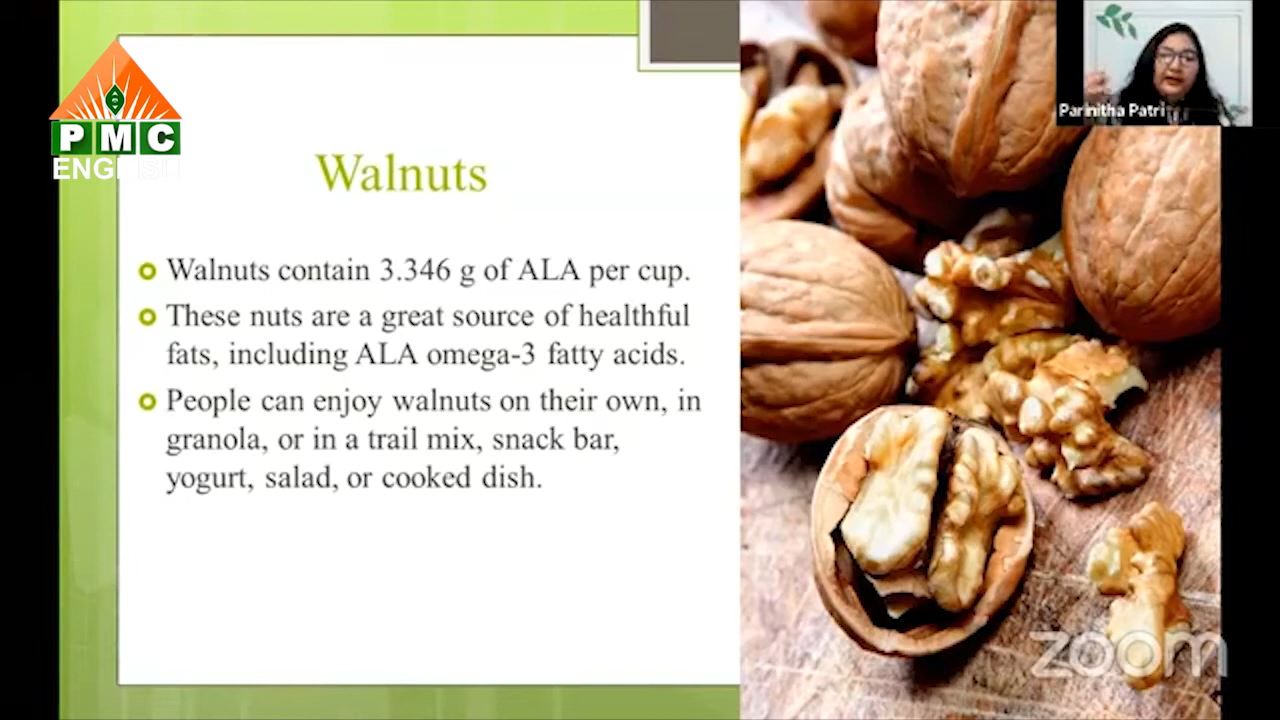 PMC
ENGLISH
Parinitha Patri
Walnuts
Walnuts contain 3.346 g of ALA per cup.
These nuts are a great source of healthful
fats, including ALA omega-3 fatty acids.
People can enjoy walnuts on their own, in
granola, or in a trail mix, snack bar,
yogurt, salad, or cooked dish.
zoom